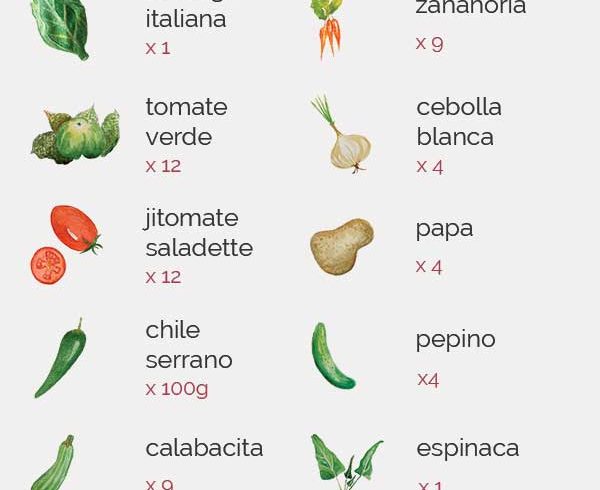 italiana
x 1
zanahoria
x 9
tomate
verde
x 12
cebolla
blanca
x 4
jitomate
saladette
x 12
papa
x 4
chile
serrano
x 100g
pepino
x4
calabacita
x 9
espinaca
x 1